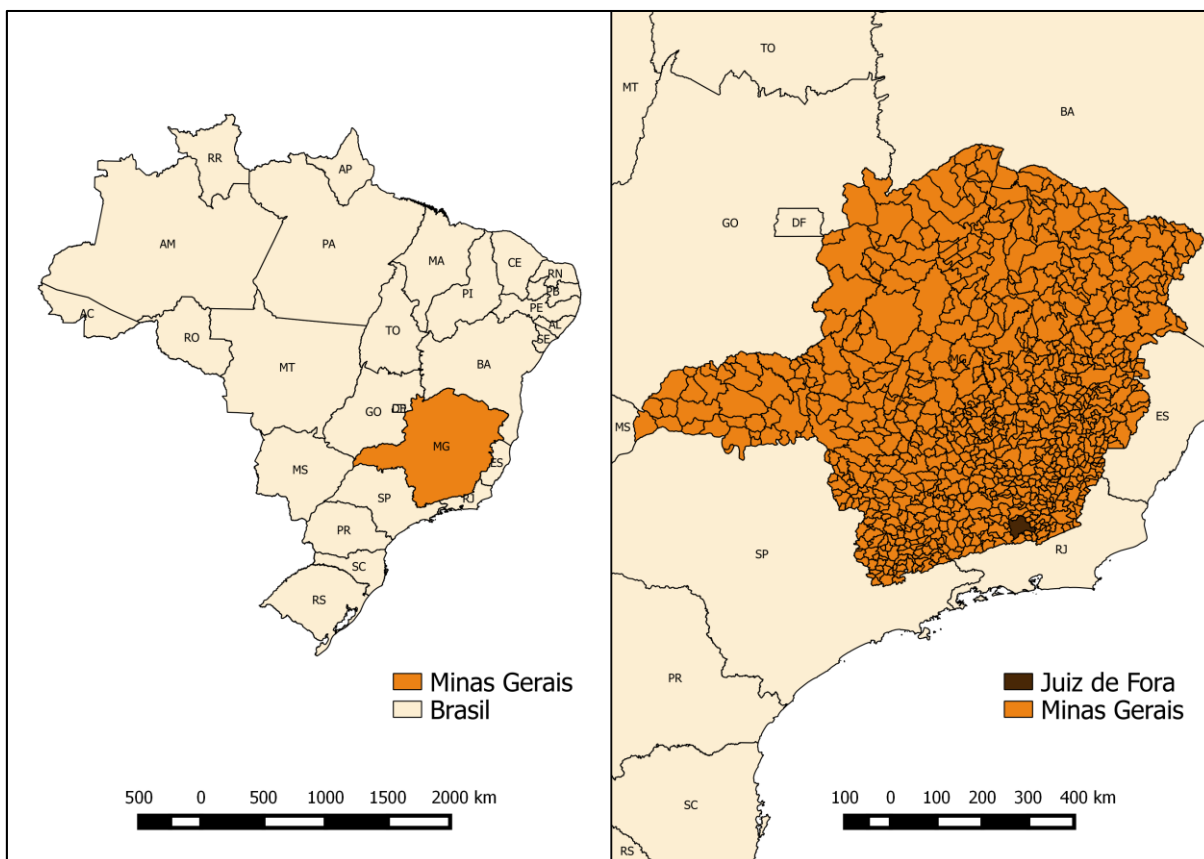 RR
AP
AM
PA
MA
CE
RN
PB
PI
PE
AC
AL
TO
SE
RO
BA
MT
GO
DF
MG
ES
MS
SP
RJ
PR
SC
RS
Minas Gerais
Brasil
500 0 500 1000 1500 2000 km
TO
MT
BA
GO
DF
MG
MS
ES
SP
RJ
PR
Juiz de Fora
Minas Gerais
100 0 100 200 300 400 km
SC
RS